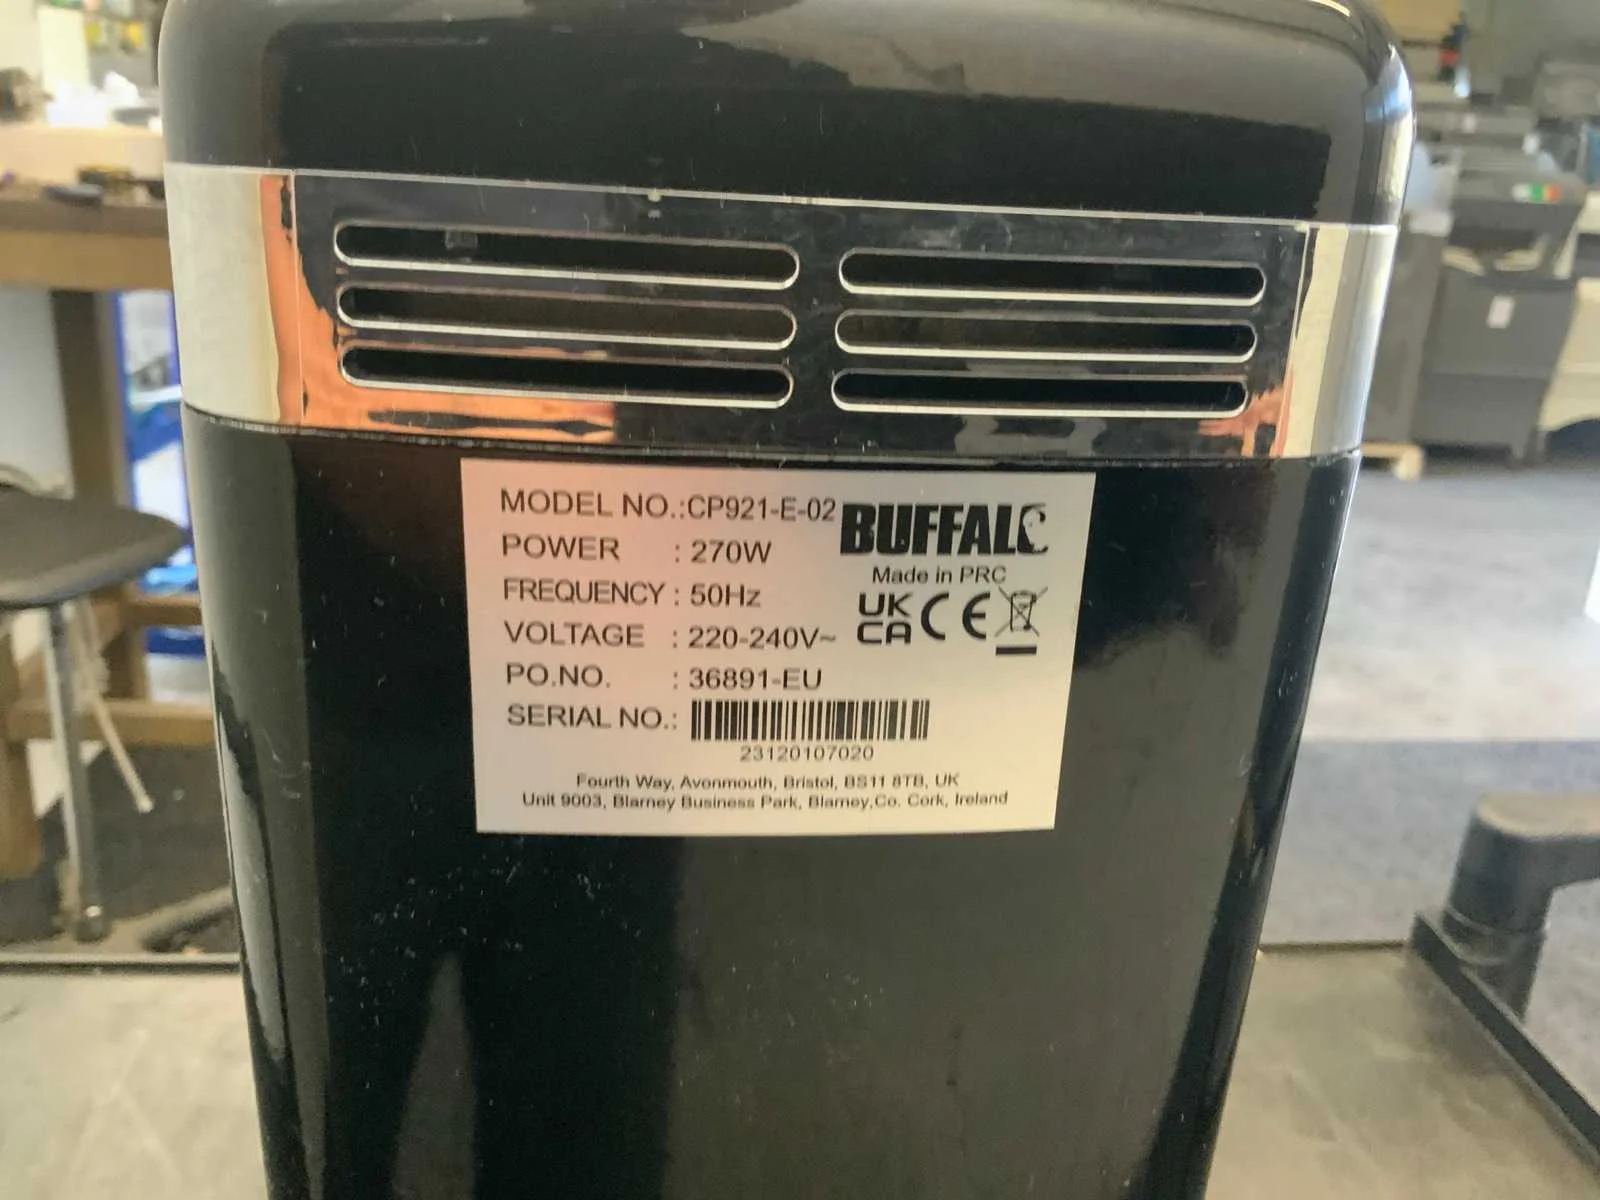 MODEL NO.:CP921-E-02
BUFFALO
POWER : 270W
Made in PRC
FREQUENCY : 50Hz
UK
CA CE
VOLTAGE : 220-240V~
PO.NO. : 36891-EU
SERIAL NO.:
23120107020
Fourth Way, Avonmouth, Bristol, BS11 8TB, UK
Unit 9003, Blarney Business Park, Blarney,Co. Cork, Ireland